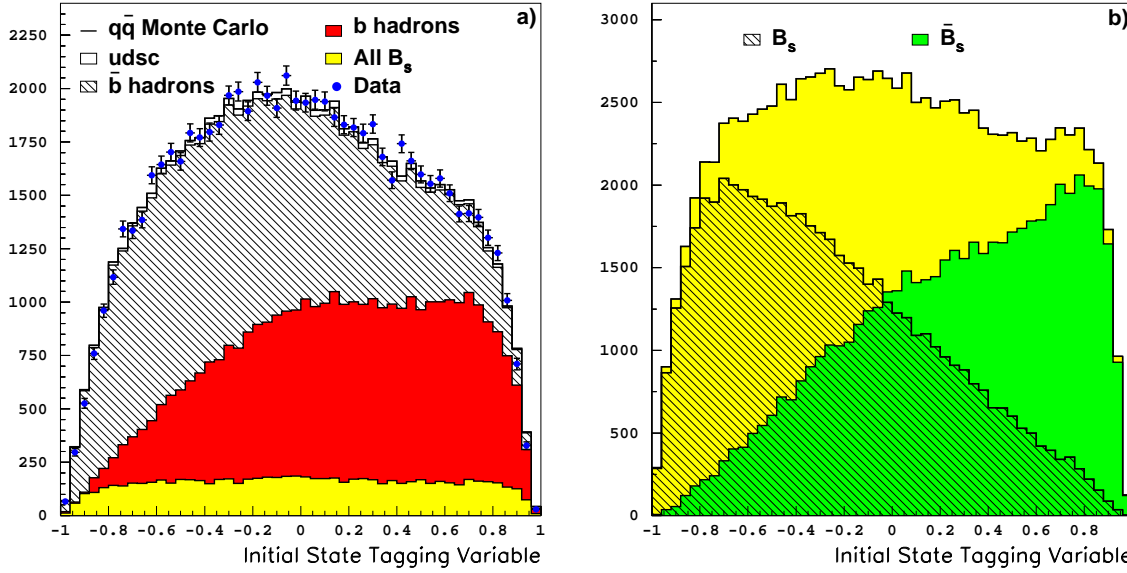 a)
qq̄ Monte Carlo
b hadrons
udsc
All Bs
b̄ hadrons
Data
2250
2000
1750
1500
1250
1000
750
500
250
0
-1 -0.8 -0.6 -0.4 -0.2 0 0.2 0.4 0.6 0.8 1
Initial State Tagging Variable
b)
Bs
B̄s
3000
2500
2000
1500
1000
500
0
-1 -0.8 -0.6 -0.4 -0.2 0 0.2 0.4 0.6 0.8
Initial State Tagging Variable